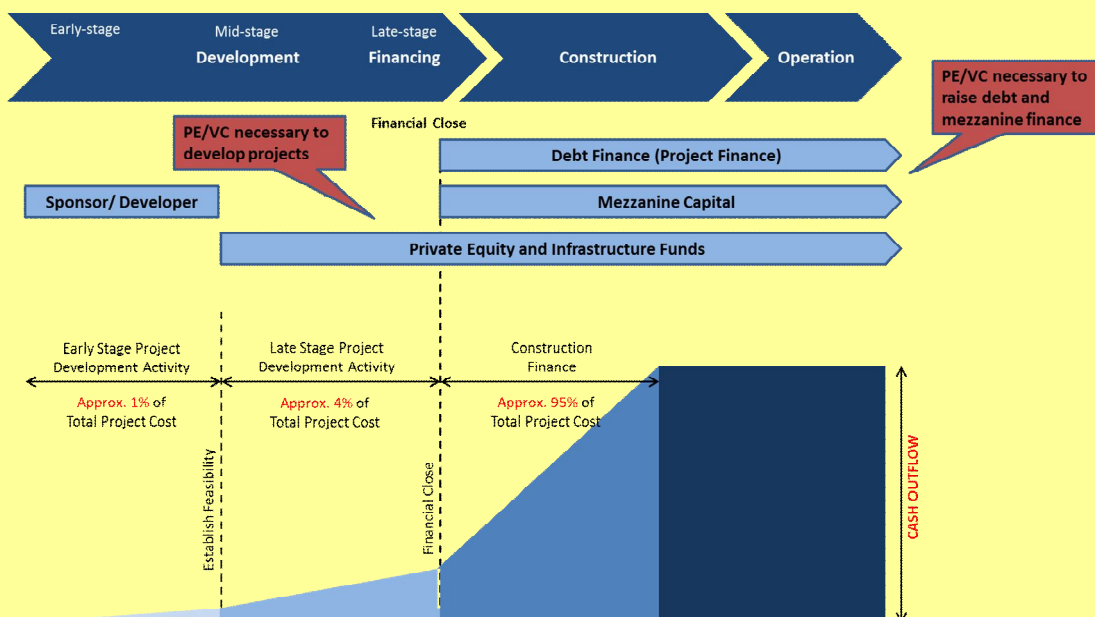 Early-stage
Mid-stage
Development
Late-stage
Financing
Construction
Operation
PE/VC necessary to
raise debt and
mezzanine finance
PE/VC necessary to
develop projects
Financial Close
Debt Finance (Project Finance)
Sponsor/ Developer
Mezzanine Capital
Private Equity and Infrastructure Funds
Early Stage Project
Development Activity
Approx. 1% of
Total Project Cost
Late Stage Project
Development Activity
Approx. 4% of
Total Project Cost
Construction
Finance
Approx. 95% of
Total Project Cost
Establish Feasibility
Financial Close
CASH OUTFLOW